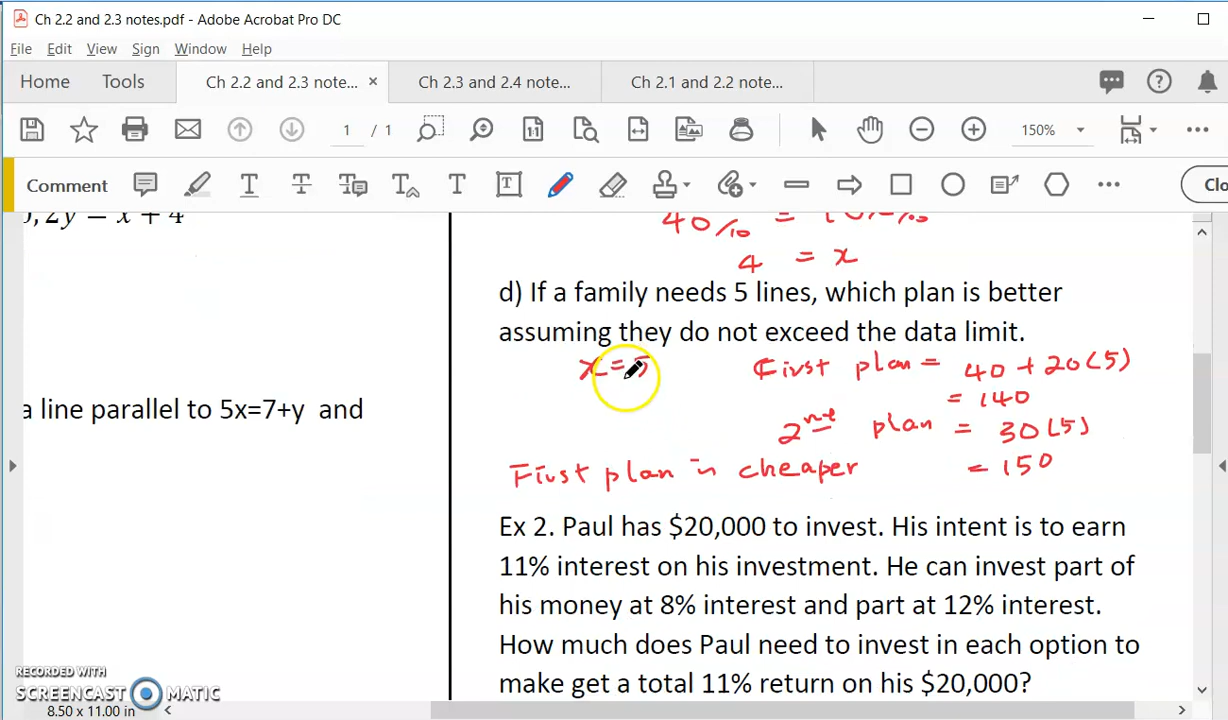 Ch 2.2 and 2.3 notes.pdf - Adobe Acrobat Pro DC
File Edit View Sign Window Help
Home Tools Ch 2.2 and 2.3 note... × Ch 2.3 and 2.4 note... Ch 2.1 and 2.2 note...
1 / 1 150%
Comment Clo
, 2y = x + 4
a line parallel to 5x=7+y and
40/10 =
4 = x
d) If a family needs 5 lines, which plan is better
assuming they do not exceed the data limit.
x = 5 First plan = 40 + 20(5)
= 140
2nd plan = 30(5)
First plan is cheaper = 150
Ex 2. Paul has $20,000 to invest. His intent is to earn
11% interest on his investment. He can invest part of
his money at 8% interest and part at 12% interest.
How much does Paul need to invest in each option to
make get a total 11% return on his $20,000?
RECORDED WITH
SCREENCAST MATIC
8.50 x 11.00 in